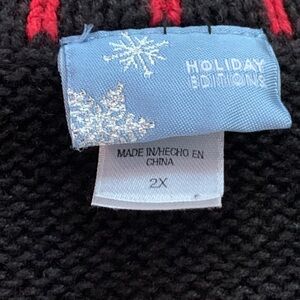 HOLIDAY
EDITIONS
MADE IN/HECHO EN
CHINA
2X